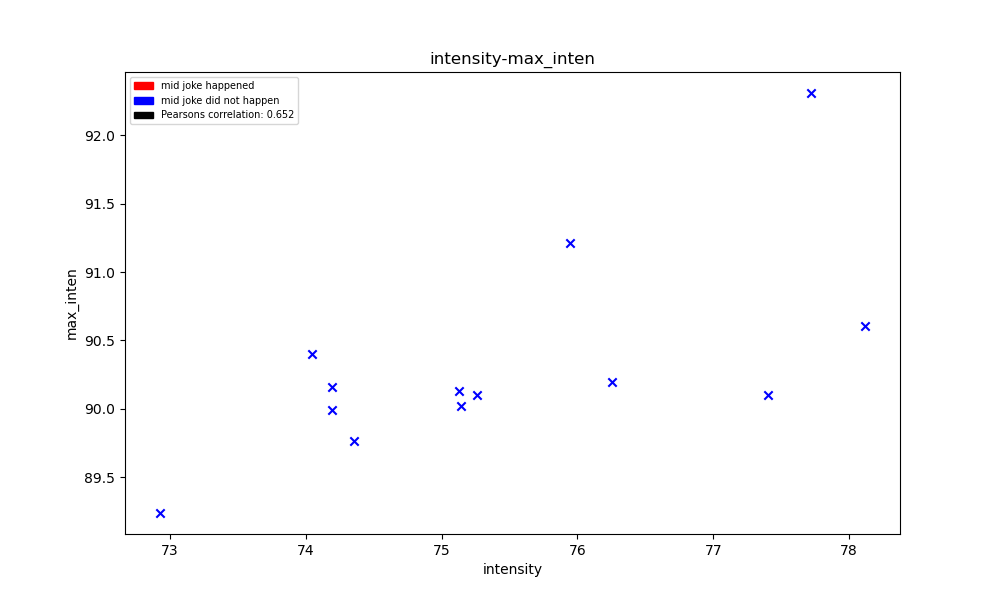 intensity-max_inten
mid joke happened
mid joke did not happen
Pearsons correlation: 0.652
92.0
91.5
91.0
90.5
90.0
89.5
max_inten
73 74 75 76 77 78
intensity